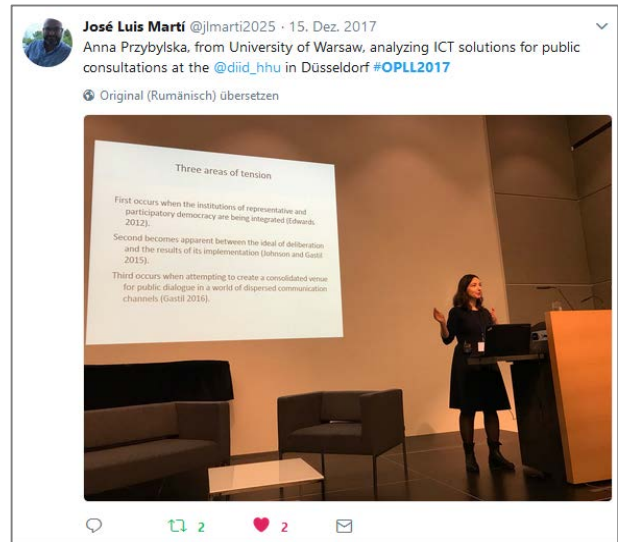 José Luis Martí @jlmarti2025 · 15. Dez. 2017
Anna Przybylska, from University of Warsaw, analyzing ICT solutions for public
consultations at the @diid_hhu in Düsseldorf #OPLL2017
Original (Rumänisch) übersetzen
Three areas of tension
First occurs when the institutions of representative and
participatory democracy are being integrated (Edwards
2012).
Second becomes apparent between the ideal of deliberation
and the results of its implementation (Johnson and Gastil
2015).
Third occurs when attempting to create a consolidated venue
for public dialogue in a world of dispersed communication
channels (Gastil 2016).
2 2